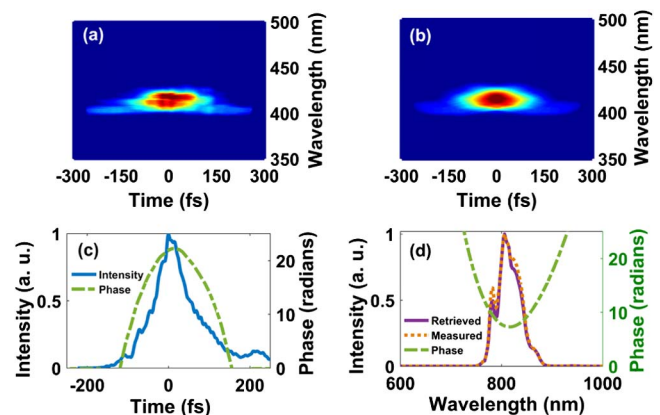 (a)
500
450
400
350
Wavelength (nm)
-300 -150 0 150 300
Time (fs)
(b)
500
450
400
350
Wavelength (nm)
-300 -150 0 150 300
Time (fs)
(c)
Intensity (a. u.)
1
0.5
0
Intensity
Phase
20
10
0
Phase (radians)
-200 0 200
Time (fs)
(d)
Intensity (a. u.)
1
0.5
0
Retrieved
Measured
Phase
20
10
0
Phase (radians)
600 800 1000
Wavelength (nm)